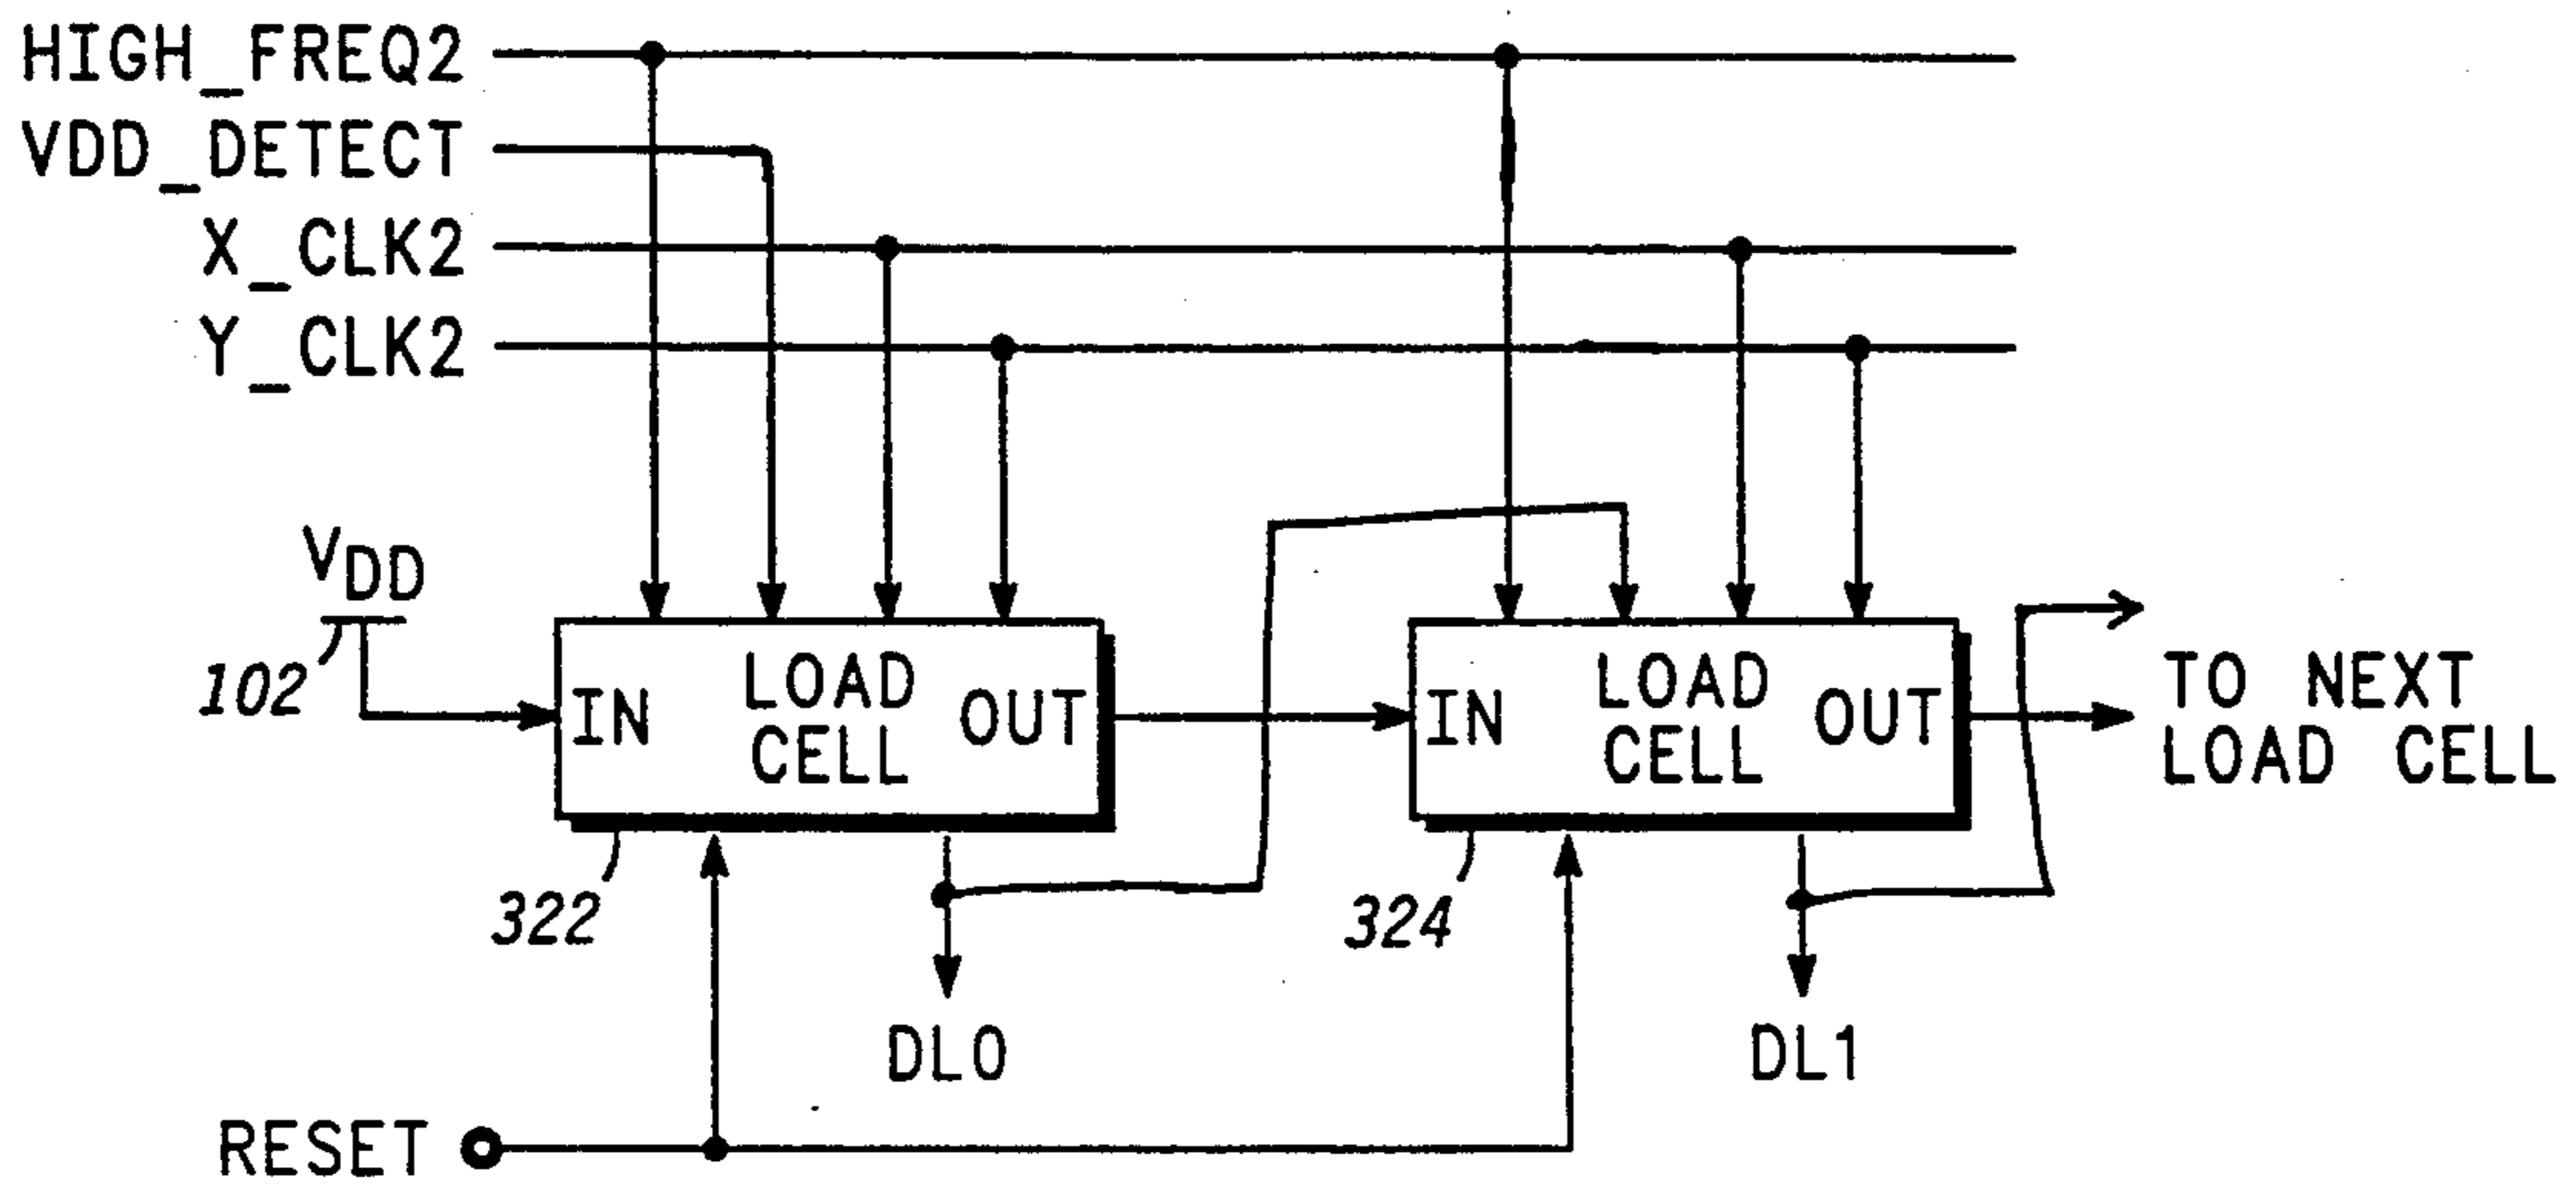 HIGH_FREQ2
VDD_DETECT
X_CLK2
Y_CLK2
VDD
102
IN LOAD CELL OUT
IN LOAD CELL OUT
TO NEXT
LOAD CELL
322
324
DL0
DL1
RESET